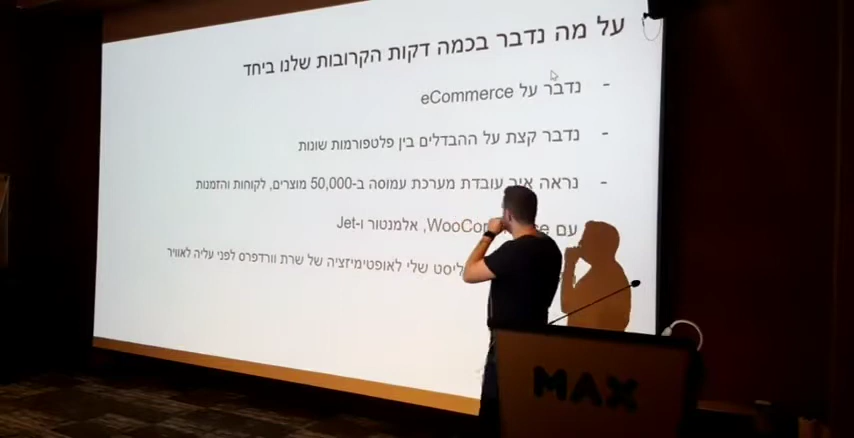 על מה נדבר בכמה דקות הקרובות שלנו ביחד
- נדבר על eCommerce
- נדבר קצת על ההבדלים בין פלטפורמות שונות
- נראה איך עובדת מערכת עמוסה ב-50,000 מוצרים, לקוחות והזמנות
עם WooCommerce, אלמנטור ו-Jet
שלי לאופטימיזציה של שרת וורדפרס לפני עליה לאוויר
MAX